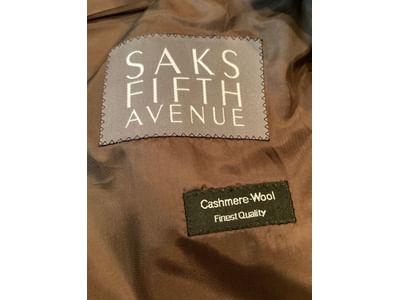 SAKS
FIFTH
AVENUE
Cashmere-Wool
Finest Quality